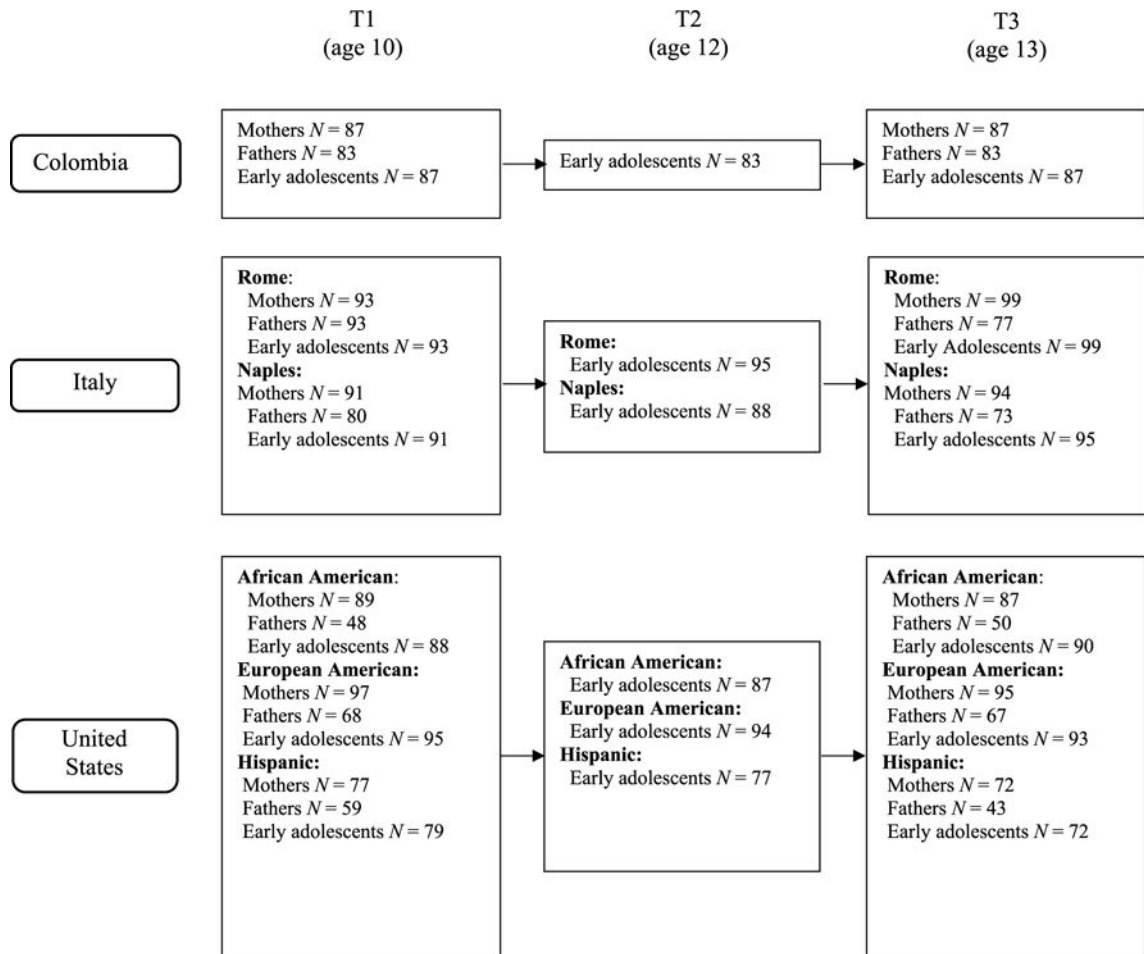 T1
(age 10)
T2
(age 12)
T3
(age 13)
Colombia
Mothers N = 87
Fathers N = 83
Early adolescents N = 87
Early adolescents N = 83
Mothers N = 87
Fathers N = 83
Early adolescents N = 87
Italy
Rome:
Mothers N = 93
Fathers N = 93
Early adolescents N = 93
Naples:
Mothers N = 91
Fathers N = 80
Early adolescents N = 91
Rome:
Early adolescents N = 95
Naples:
Early adolescents N = 88
Rome:
Mothers N = 99
Fathers N = 77
Early Adolescents N = 99
Naples:
Mothers N = 94
Fathers N = 73
Early adolescents N = 95
United
States
African American:
Mothers N = 89
Fathers N = 48
Early adolescents N = 88
European American:
Mothers N = 97
Fathers N = 68
Early adolescents N = 95
Hispanic:
Mothers N = 77
Fathers N = 59
Early adolescents N = 79
African American:
Early adolescents N = 87
European American:
Early adolescents N = 94
Hispanic:
Early adolescents N = 77
African American:
Mothers N = 87
Fathers N = 50
Early adolescents N = 90
European American:
Mothers N = 95
Fathers N = 67
Early adolescents N = 93
Hispanic:
Mothers N = 72
Fathers N = 43
Early adolescents N = 72